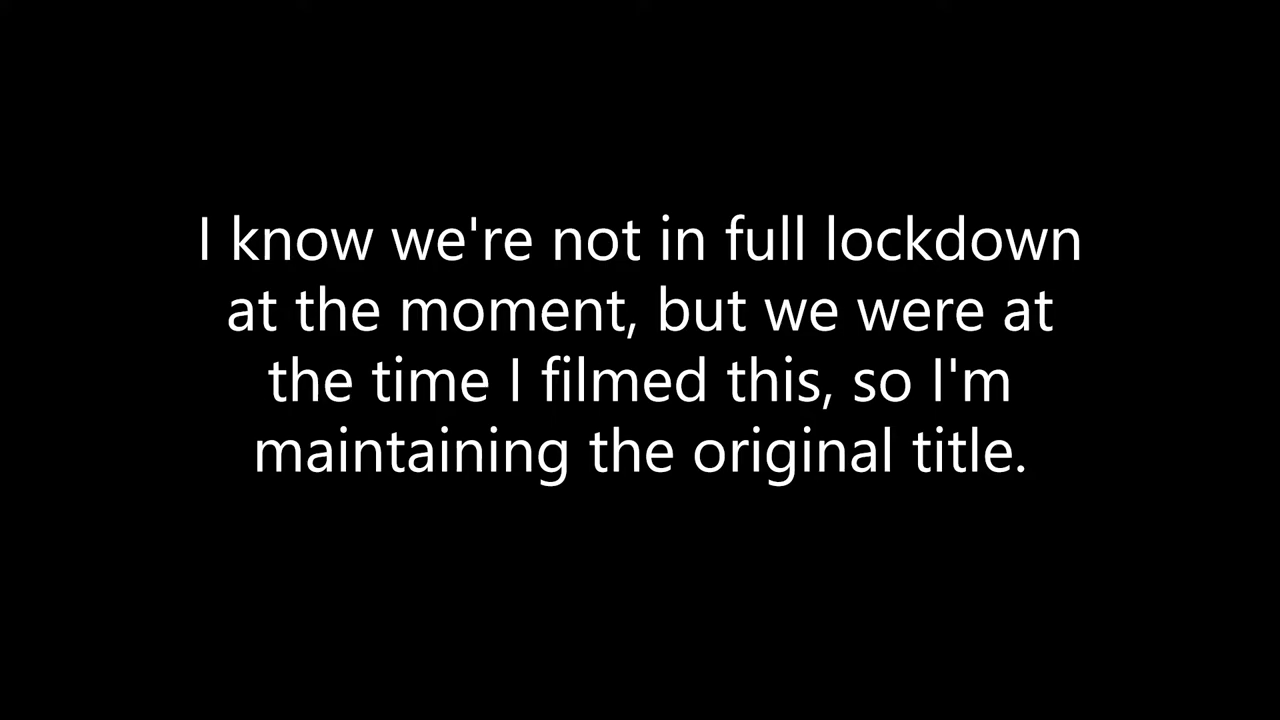 I know we're not in full lockdown
at the moment, but we were at
the time I filmed this, so I'm
maintaining the original title.